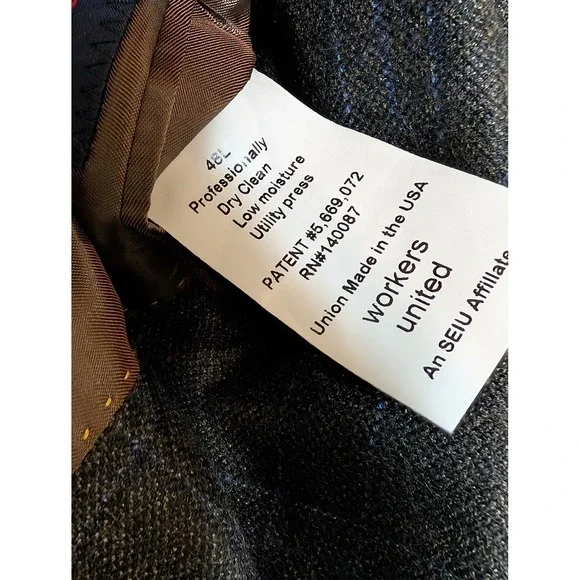 48L
Professionally
Dry Clean
Low moisture
Utility press
PATENT #5,669,072
RN#140087
Union Made in the USA
workers
united
An SEIU Affiliate